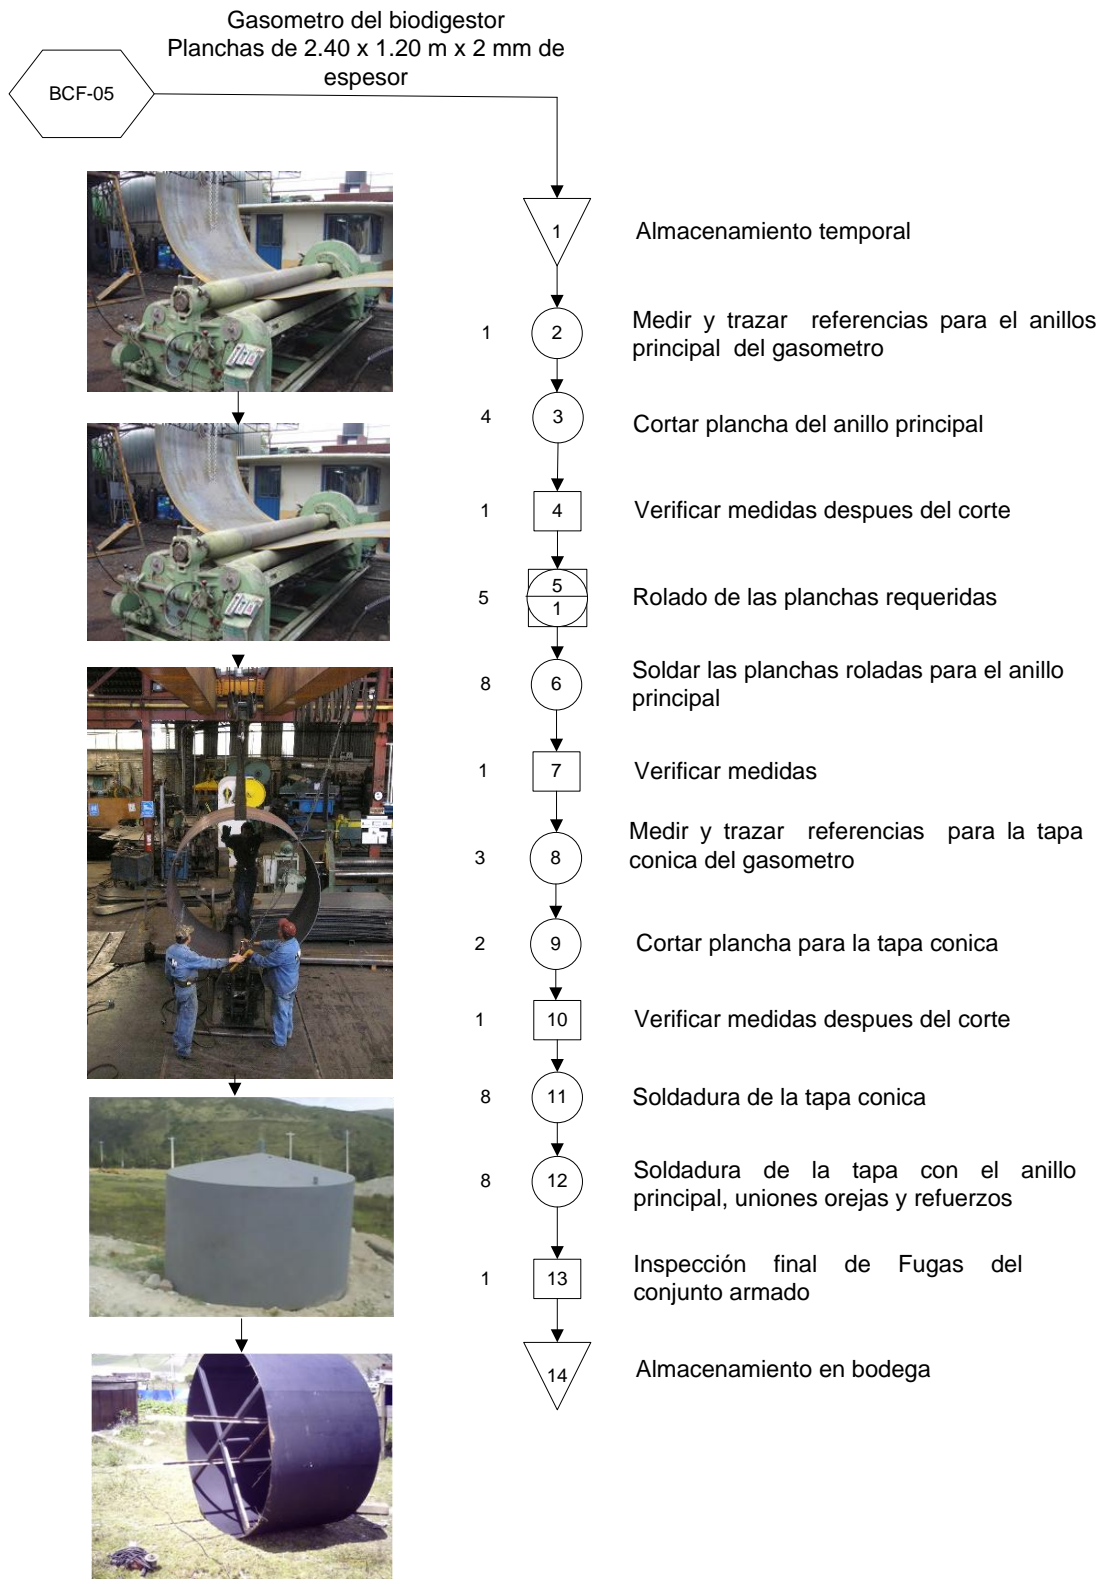 Gasometro del biodigestor
Planchas de 2.40 x 1.20 m x 2 mm de
espesor
BCF-05
1
Almacenamiento temporal
1
2
Medir y trazar referencias para el anillos
principal del gasometro
4
3
Cortar plancha del anillo principal
1
4
Verificar medidas despues del corte
5
5
1
Rolado de las planchas requeridas
8
6
Soldar las planchas roladas para el anillo
principal
1
7
Verificar medidas
3
8
Medir y trazar referencias para la tapa
conica del gasometro
2
9
Cortar plancha para la tapa conica
1
10
Verificar medidas despues del corte
8
11
Soldadura de la tapa conica
8
12
Soldadura de la tapa con el anillo
principal, uniones orejas y refuerzos
1
13
Inspección final de Fugas del
conjunto armado
14
Almacenamiento en bodega